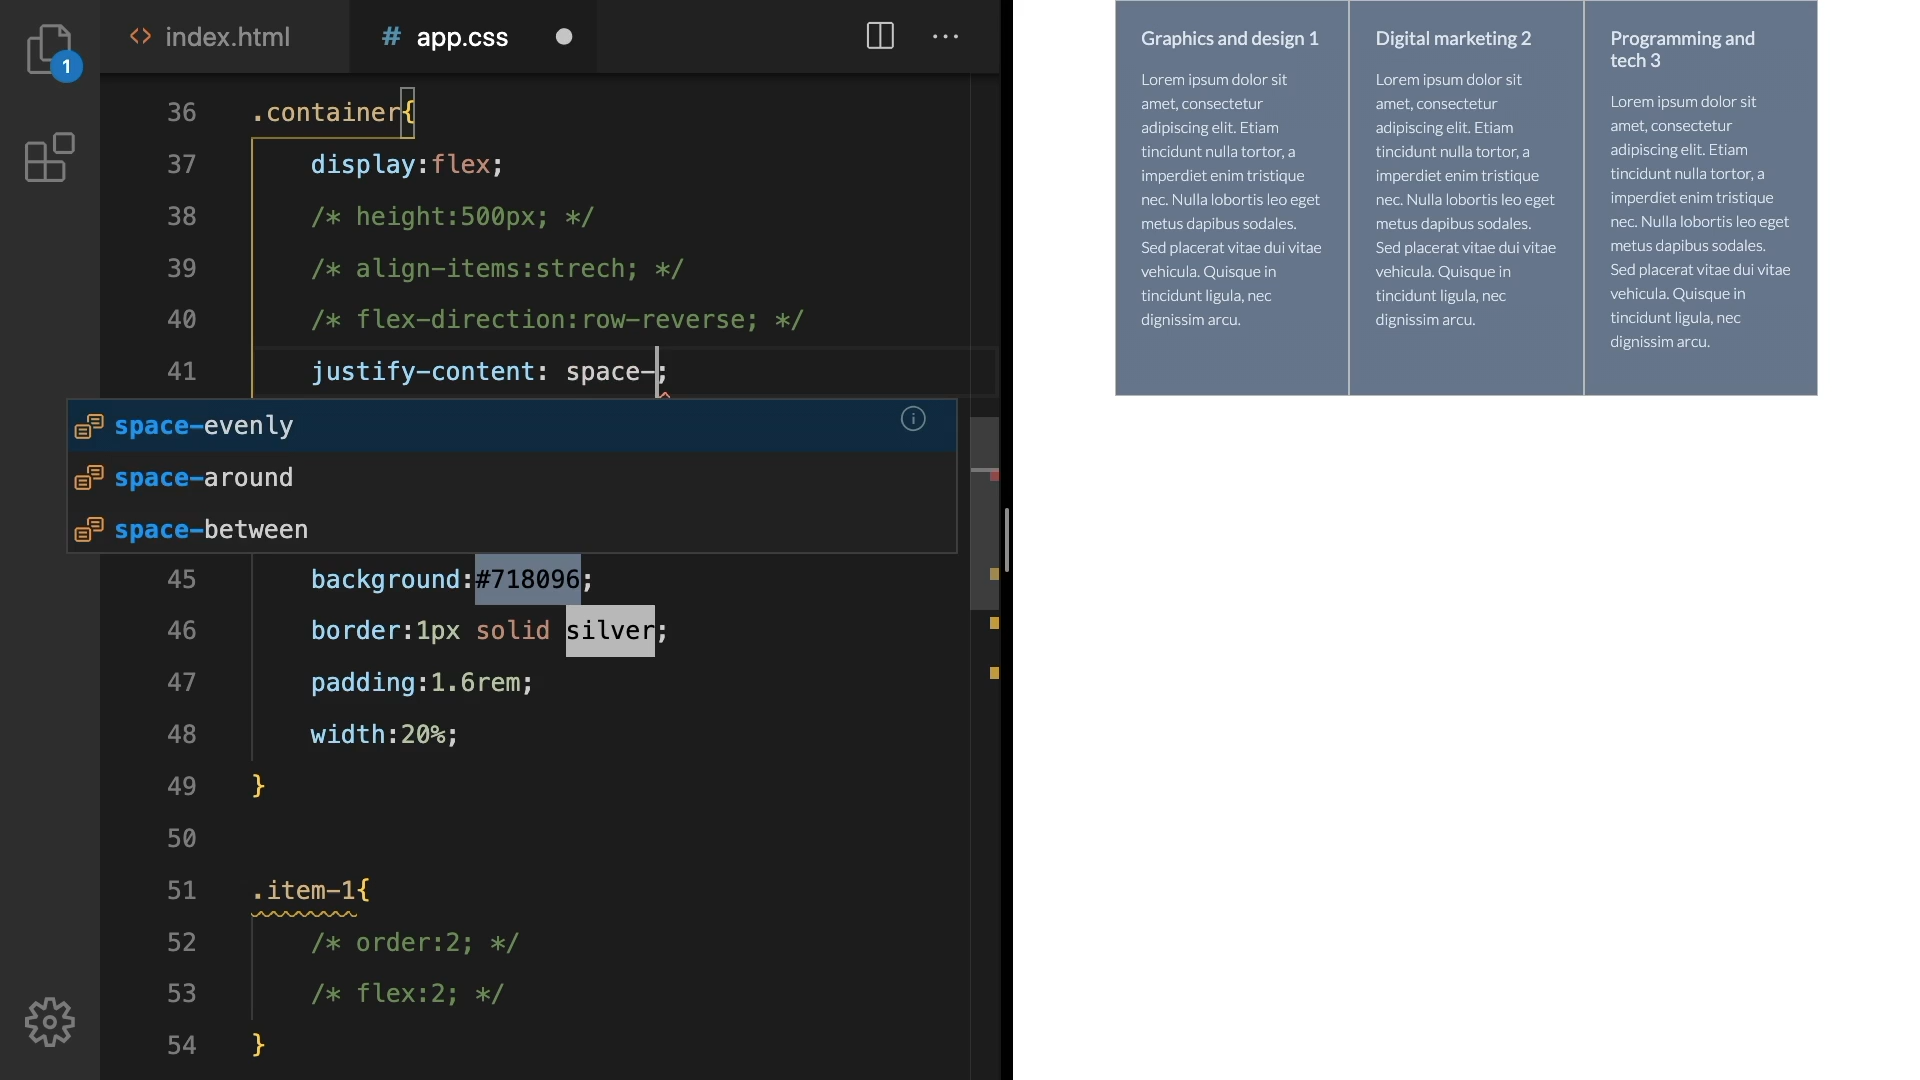 1
<> index.html
# app.css
36 .container{
37 display:flex;
38 /* height:500px; */
39 /* align-items:strech; */
40 /* flex-direction:row-reverse; */
41 justify-content: space-;
space-evenly
space-around
space-between
45 background:#718096;
46 border:1px solid silver;
47 padding:1.6rem;
48 width:20%;
49 }
50
51 .item-1{
52 /* order:2; */
53 /* flex:2; */
54 }
Graphics and design 1
Lorem ipsum dolor sit
amet, consectetur
adipiscing elit. Etiam
tincidunt nulla tortor, a
imperdiet enim tristique
nec. Nulla lobortis leo eget
metus dapibus sodales.
Sed placerat vitae dui vitae
vehicula. Quisque in
tincidunt ligula, nec
dignissim arcu.
Digital marketing 2
Lorem ipsum dolor sit
amet, consectetur
adipiscing elit. Etiam
tincidunt nulla tortor, a
imperdiet enim tristique
nec. Nulla lobortis leo eget
metus dapibus sodales.
Sed placerat vitae dui vitae
vehicula. Quisque in
tincidunt ligula, nec
dignissim arcu.
Programming and
tech 3
Lorem ipsum dolor sit
amet, consectetur
adipiscing elit. Etiam
tincidunt nulla tortor, a
imperdiet enim tristique
nec. Nulla lobortis leo eget
metus dapibus sodales.
Sed placerat vitae dui vitae
vehicula. Quisque in
tincidunt ligula, nec
dignissim arcu.